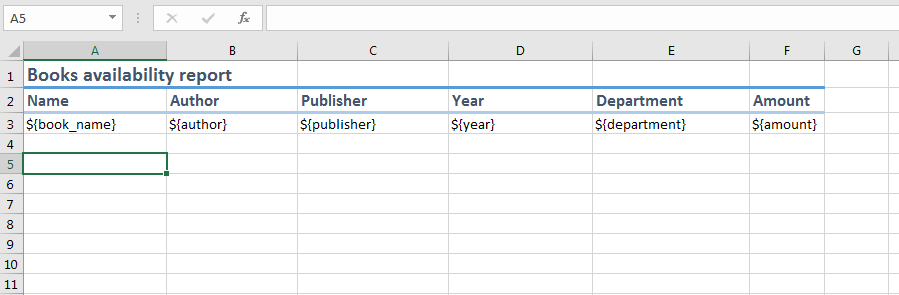 A5 fx
A B C D E F G
1 Books availability report
2 Name Author Publisher Year Department Amount
3 ${book_name} ${author} ${publisher} ${year} ${department} ${amount}
4
5
6
7
8
9
10
11